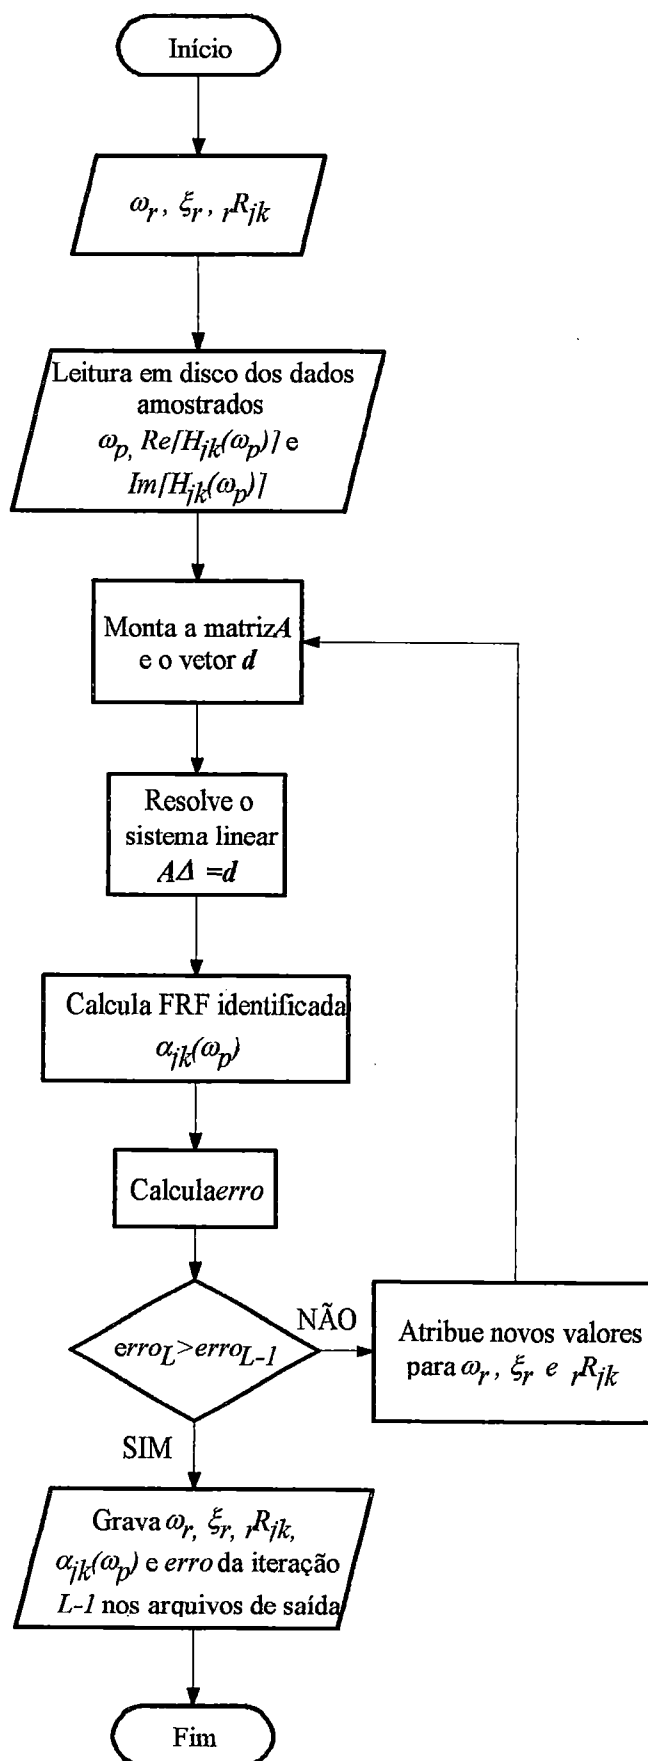 Início
ω_r, ξ_r, _rR_jk
Leitura em disco dos dados
amostrados
ω_p, Re[H_jk(ω_p)] e
Im[H_jk(ω_p)]
Monta a matrizA
e o vetor d
Resolve o
sistema linear
AΔ =d
Calcula FRF identificada
α_jk(ω_p)
Calculaerro
erro_L>erro_L-1
NÃO
Atribue novos valores
para ω_r, ξ_r e _rR_jk
SIM
Grava ω_r, ξ_r, _rR_jk,
α_jk(ω_p) e erro da iteração
L-1 nos arquivos de saída
Fim